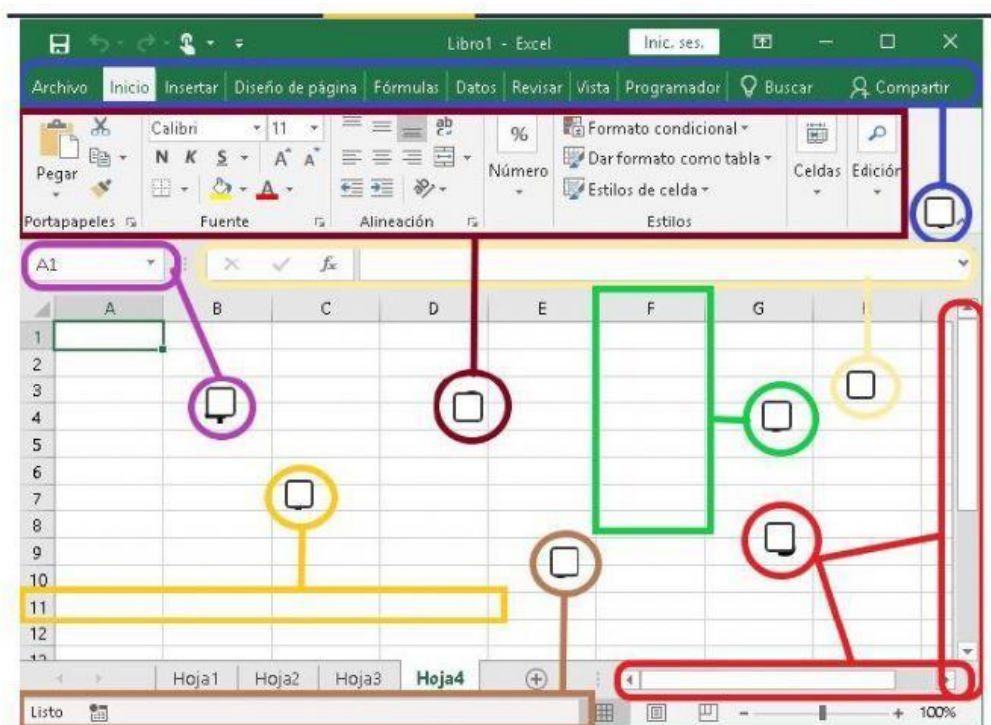 Libro1 - Excel Inic. ses.
Archivo Inicio Insertar Diseño de página Fórmulas Datos Revisar Vista Programador Buscar Compartir
Calibri 11 ab % Formato condicional
Pegar N K S A A Número Dar formato como tabla Celdas Edición
A Estilos de celda
Portapapeles Fuente Alineación Estilos
A1 fx
A B C D E F G
1
2
3
4
5
6
7
8
9
10
11
12
Hoja1 Hoja2 Hoja3 Hoja4
Listo - + 100%